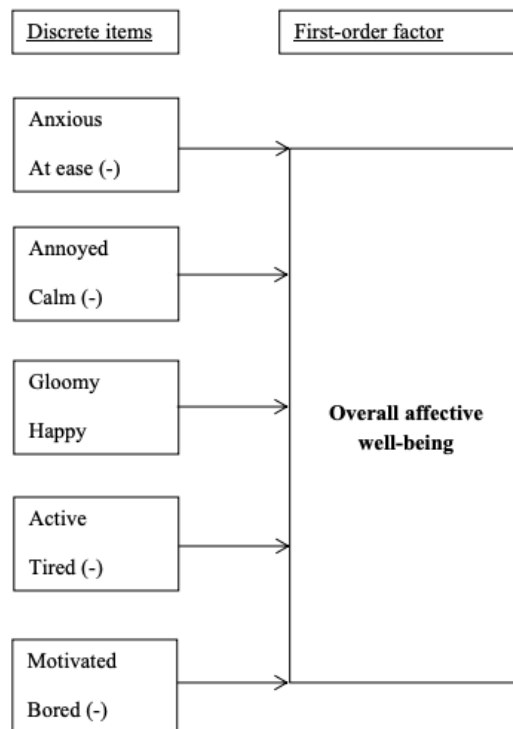 Discrete items
First-order factor
Anxious
At ease (-)
Annoyed
Calm (-)
Gloomy
Happy
Overall affective
well-being
Active
Tired (-)
Motivated
Bored (-)